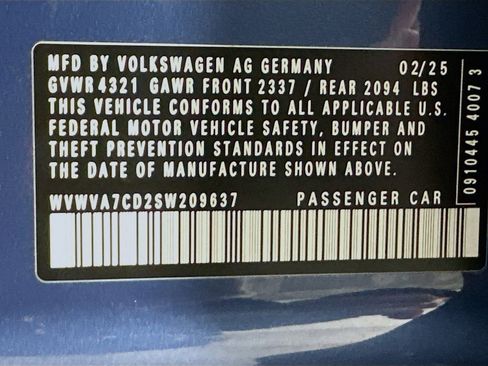 MFD BY VOLKSWAGEN AG GERMANY 02/25
GVWR 4321 GAWR FRONT 2337 / REAR 2094 LBS
THIS VEHICLE CONFORMS TO ALL APPLICABLE U.S.
FEDERAL MOTOR VEHICLE SAFETY, BUMPER AND
THEFT PREVENTION STANDARDS IN EFFECT ON
THE DATE OF MANUFACTURE SHOWN ABOVE.
WVWVA7CD2SW209637 PASSENGER CAR
0910445 4007 3